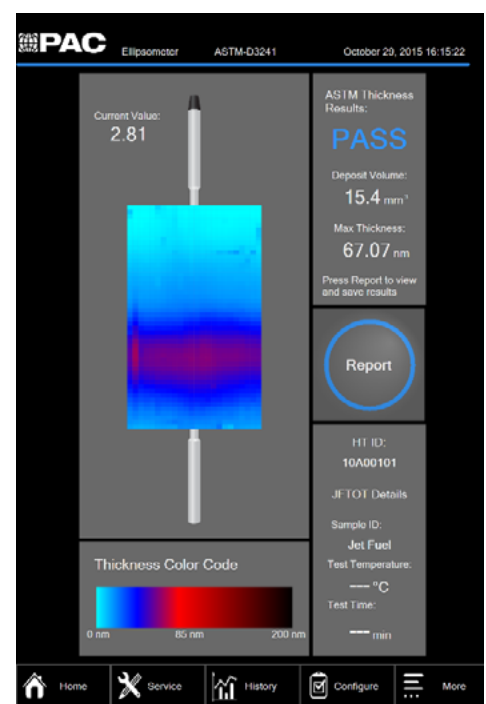 PAC
Ellipsometer
ASTM-D3241
October 29, 2015 16:15:22
Current Value:
2.81
ASTM Thickness
Results:
PASS
Deposit Volume:
15.4 mm³
Max Thickness:
67.07 nm
Press Report to view
and save results
Report
HT ID:
10A00101
JFTOT Details
Sample ID:
Jet Fuel
Test Temperature:
---- °C
Test Time:
---- min
Thickness Color Code
0 nm 85 nm 200 nm
Home Service History Configure More